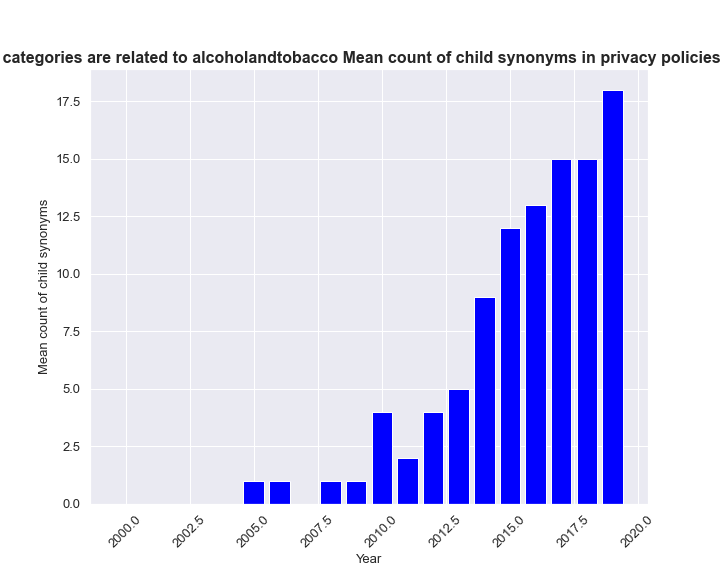 categories are related to alcoholandtobacco Mean count of child synonyms in privacy policies
17.5
15.0
12.5
10.0
7.5
5.0
2.5
0.0
Mean count of child synonyms
2000.0 2002.5 2005.0 2007.5 2010.0 2012.5 2015.0 2017.5 2020.0
Year